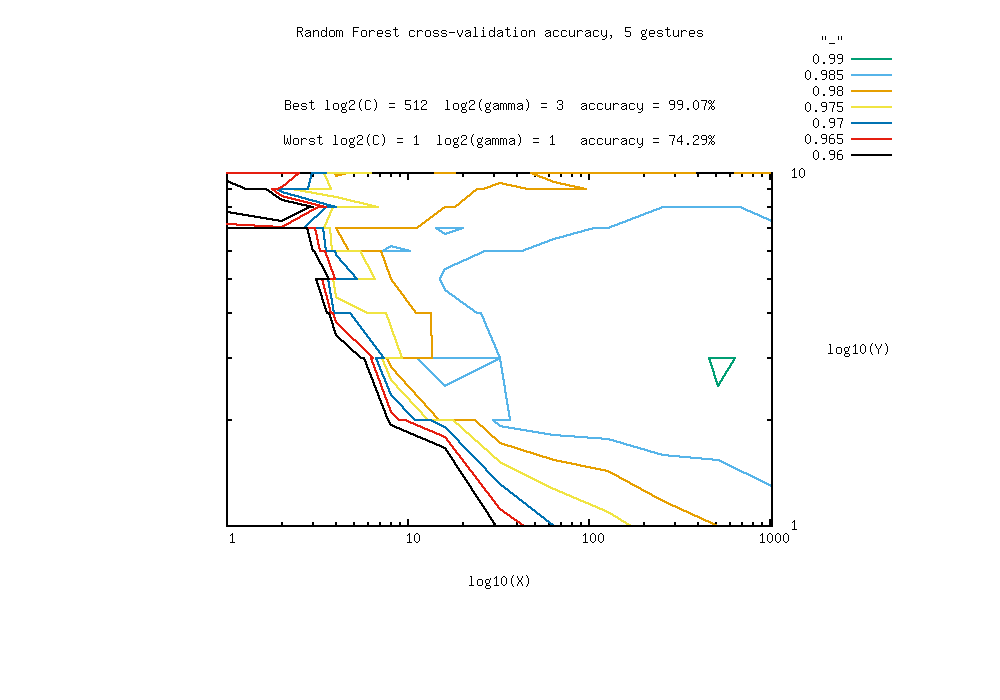 Random Forest cross-validation accuracy, 5 gestures
"_"
0.99
0.985
0.98
0.975
0.97
0.965
0.96
Best log2(C) = 512 log2(gamma) = 3 accuracy = 99.07%
Worst log2(C) = 1 log2(gamma) = 1 accuracy = 74.29%
10
log10(Y)
1
1 10 100 1000
log10(X)